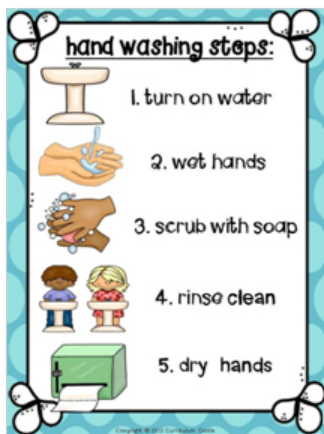 hand washing steps:
1. turn on water
2. wet hands
3. scrub with soap
4. rinse clean
5. dry hands